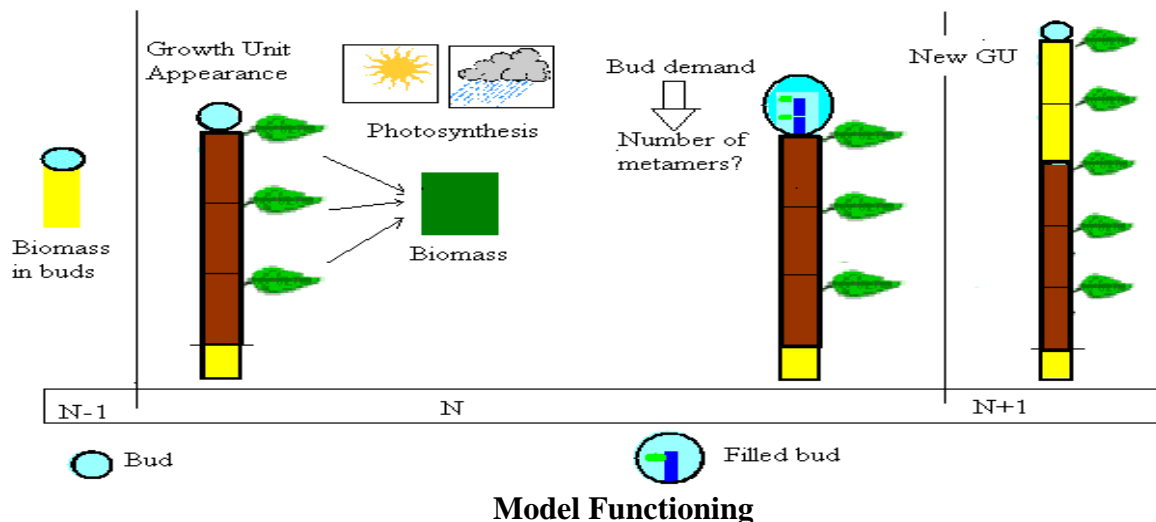 Growth Unit
Appearance
Photosynthesis
Bud demand
Number of
metamers?
New GU
Biomass
in buds
Biomass
N-1
N
N+1
Bud
Filled bud
Model Functioning